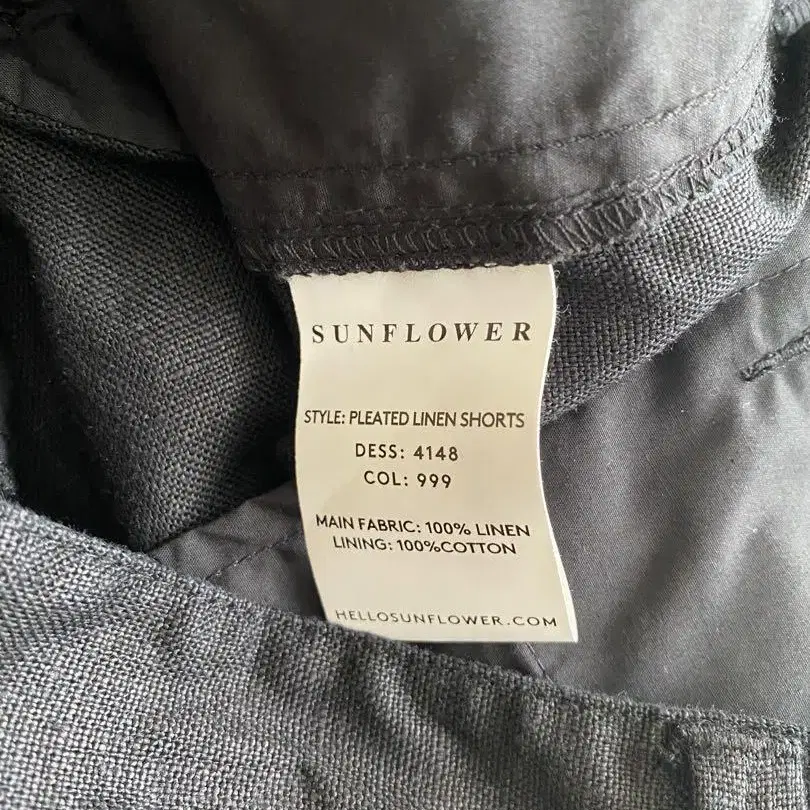 SUNFLOWER
STYLE: PLEATED LINEN SHORTS
DESS: 4148
COL: 999
MAIN FABRIC: 100% LINEN
LINING: 100%COTTON
HELLOSUNFLOWER.COM